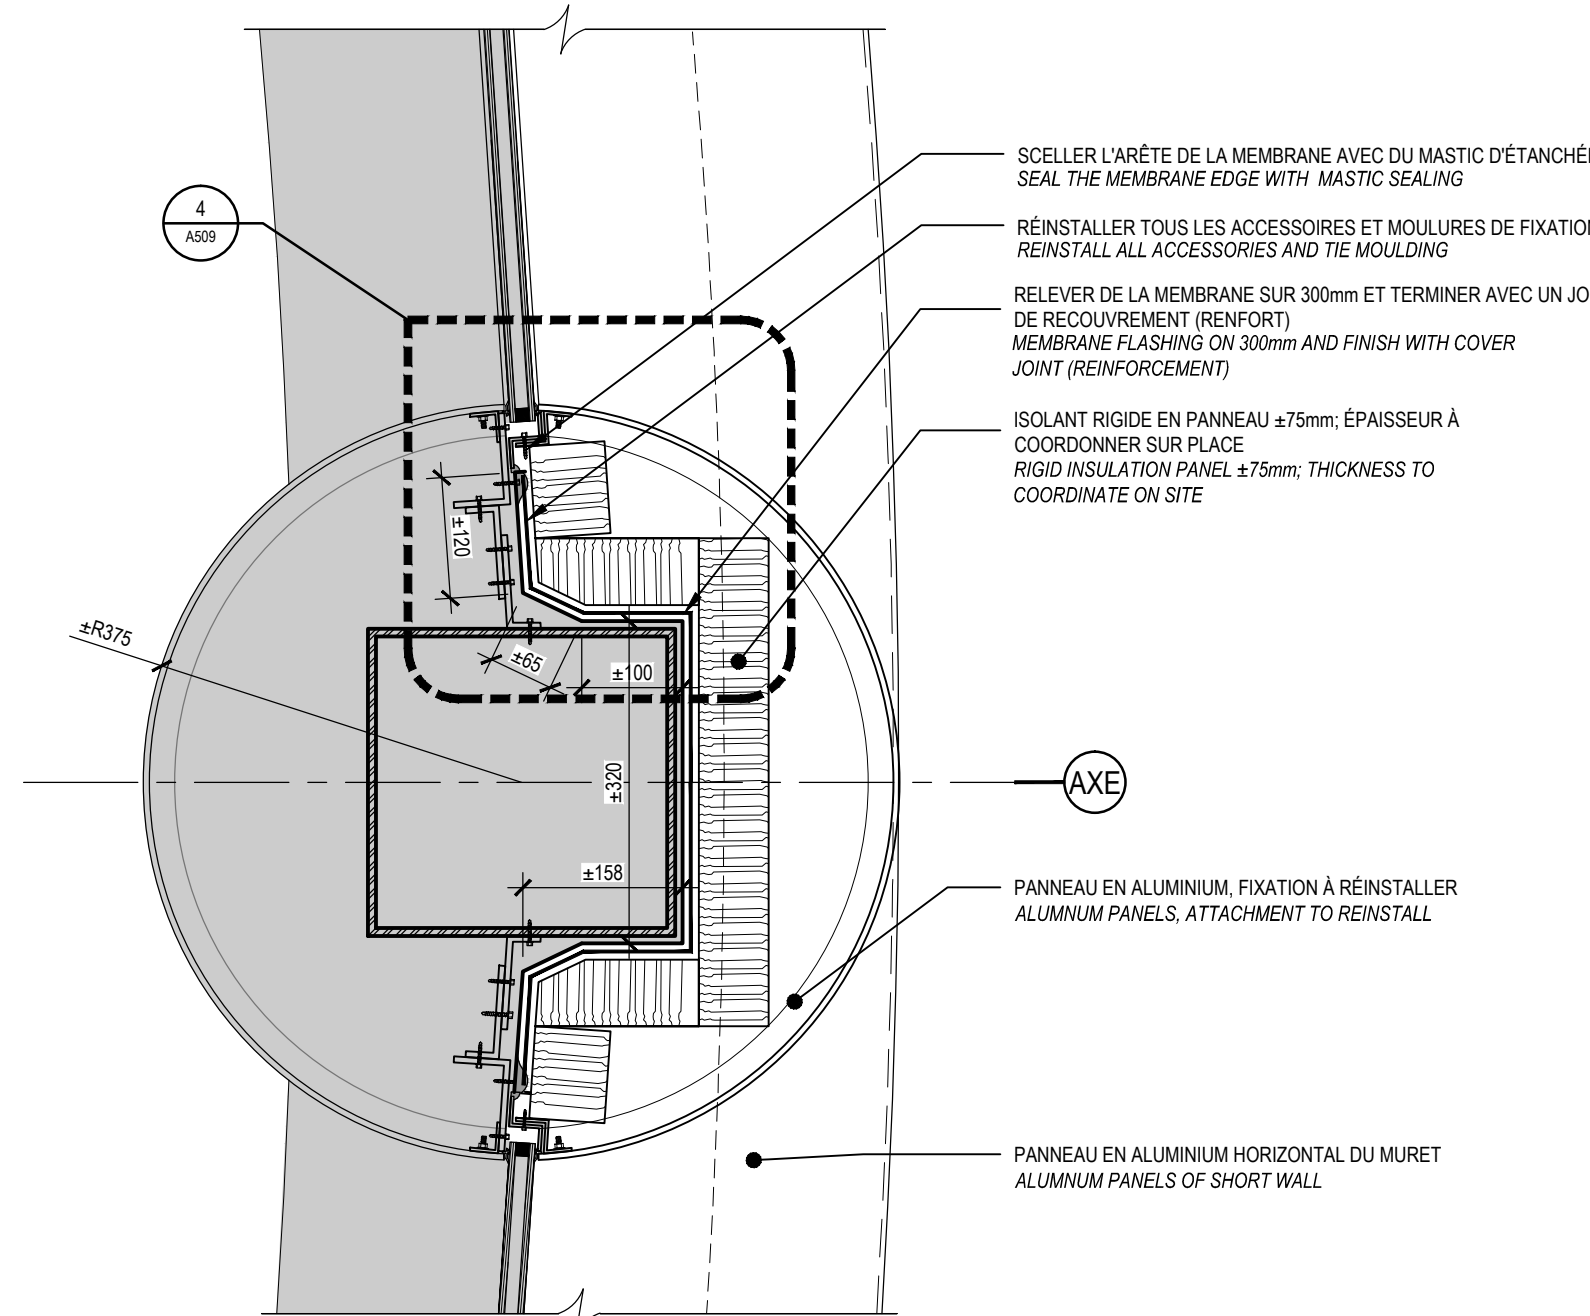 SCELLER L'ARÊTE DE LA MEMBRANE AVEC DU MASTIC
SEAL THE MEMBRANE EDGE WITH MASTIC SEALING
4
A509
RÉINSTALLER TOUS LES ACCESSOIRES ET MOULURES DE
REINSTALL ALL ACCESSORIES AND TIE MOULDING
RELEVER DE LA MEMBRANE SUR 300mm ET TERMINER AVEC UN
DE RECOUVREMENT (RENFORT)
MEMBRANE FLASHING ON 300mm AND FINISH WITH COVER
JOINT (REINFORCEMENT)
ISOLANT RIGIDE EN PANNEAU ±75mm; ÉPAISSEUR À
COORDONNER SUR PLACE
RIGID INSULATION PANEL ±75mm; THICKNESS TO
COORDINATE ON SITE
±120
±R375
±65
±100
±320
AXE
±158
PANNEAU EN ALUMINIUM, FIXATION À RÉINSTALLER
ALUMNUM PANELS, ATTACHMENT TO REINSTALL
PANNEAU EN ALUMINIUM HORIZONTAL DU MURET
ALUMNUM PANELS OF SHORT WALL